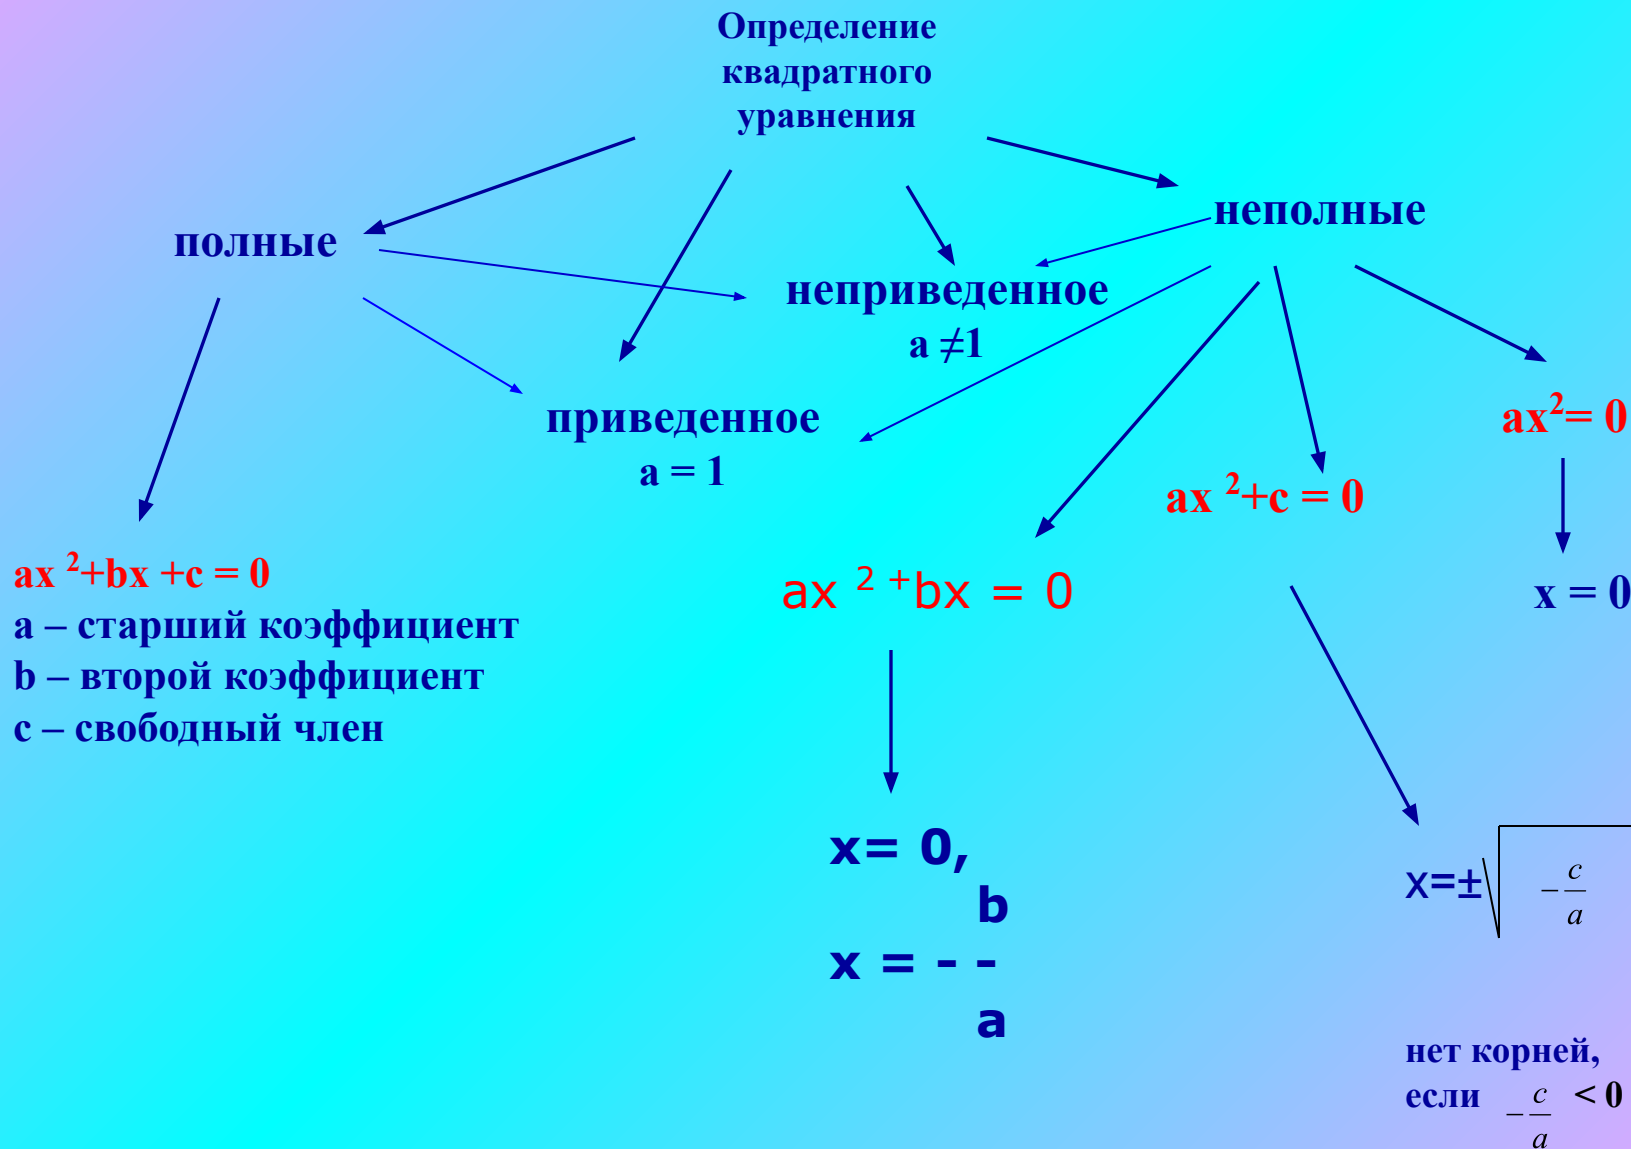 Определение
квадратного
уравнения
полные
неполные
неприведенное
a ≠1
приведенное
a = 1
ax²= 0
ax ²+c = 0
ax ²+bx +c = 0
a – старший коэффициент
b – второй коэффициент
c – свободный член
ax ² ⁺bx = 0
x = 0
x= 0,
b
x = - -
a
x=±√ −c/a
нет корней,
если −c/a < 0